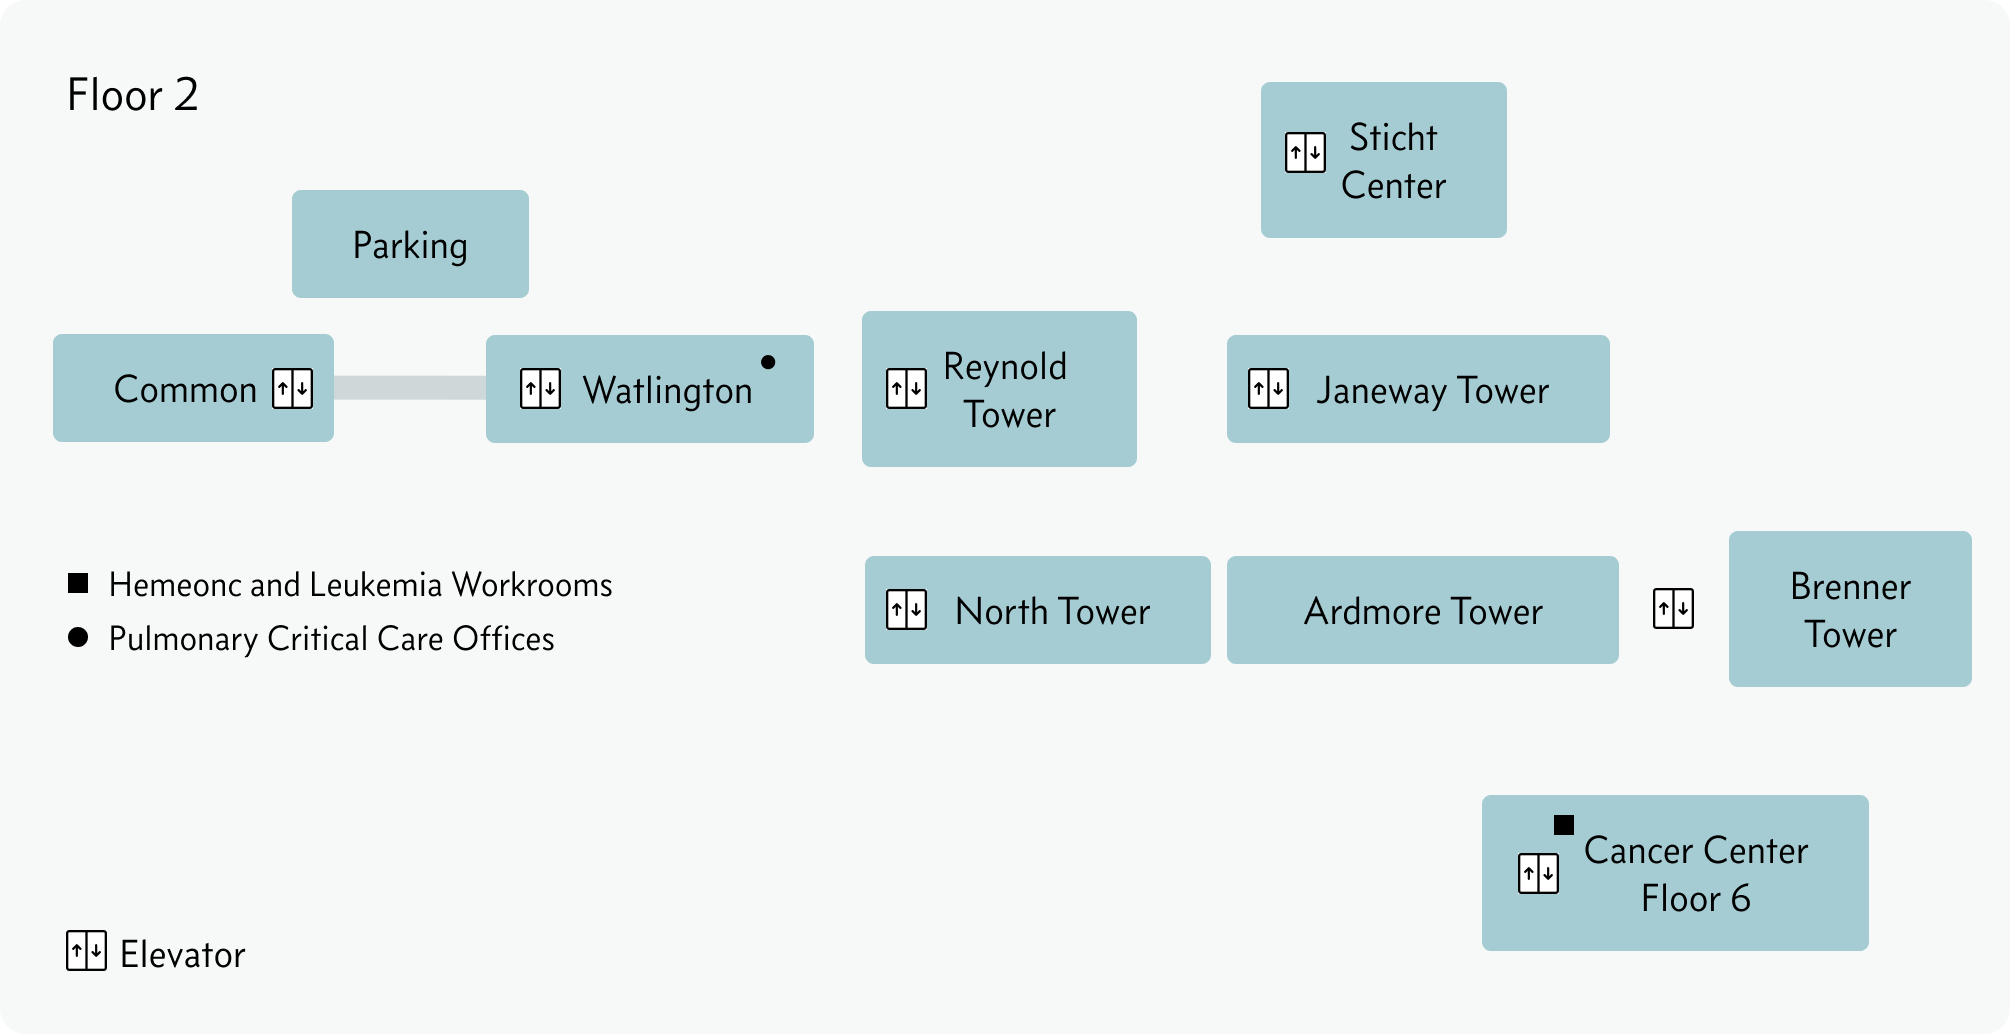 Floor 2
Sticht
Center
Parking
Common
Watlington
Reynold
Tower
Janeway Tower
Hemeonc and Leukemia Workrooms
Pulmonary Critical Care Offices
North Tower
Ardmore Tower
Brenner
Tower
Cancer Center
Floor 6
Elevator